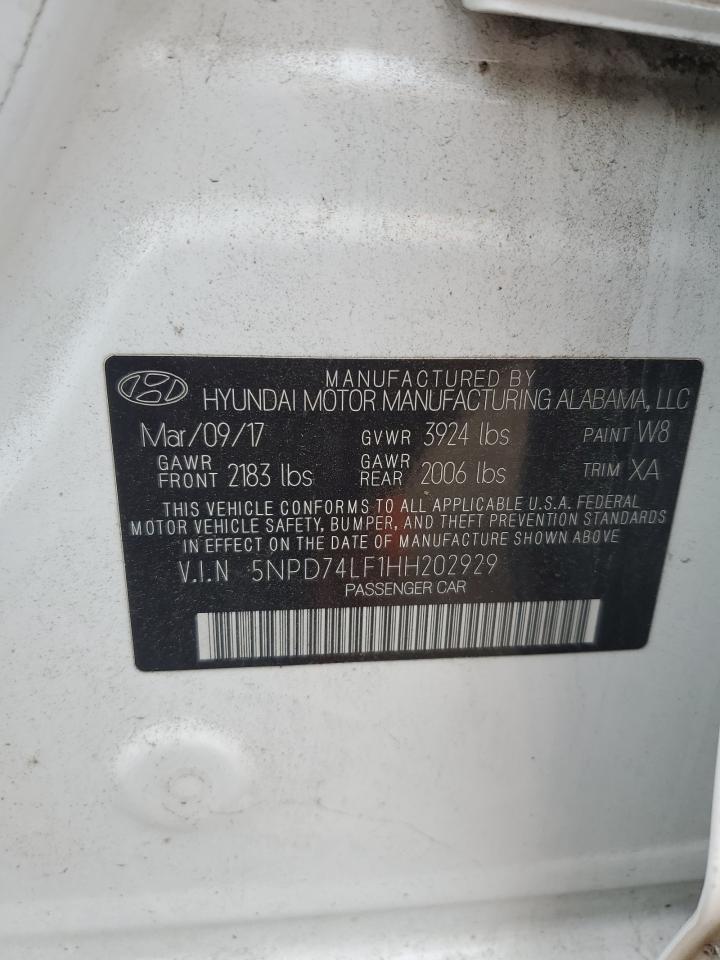 MANUFACTURED BY
HYUNDAI MOTOR MANUFACTURING ALABAMA, LLC
Mar/09/17 GVWR 3924 lbs PAINT W8
GAWR FRONT 2183 lbs GAWR REAR 2006 lbs TRIM XA
THIS VEHICLE CONFORMS TO ALL APPLICABLE U.S.A. FEDERAL
MOTOR VEHICLE SAFETY, BUMPER, AND THEFT PREVENTION STANDARDS
IN EFFECT ON THE DATE OF MANUFACTURE SHOWN ABOVE
V.I.N 5NPD74LF1HH202929
PASSENGER CAR